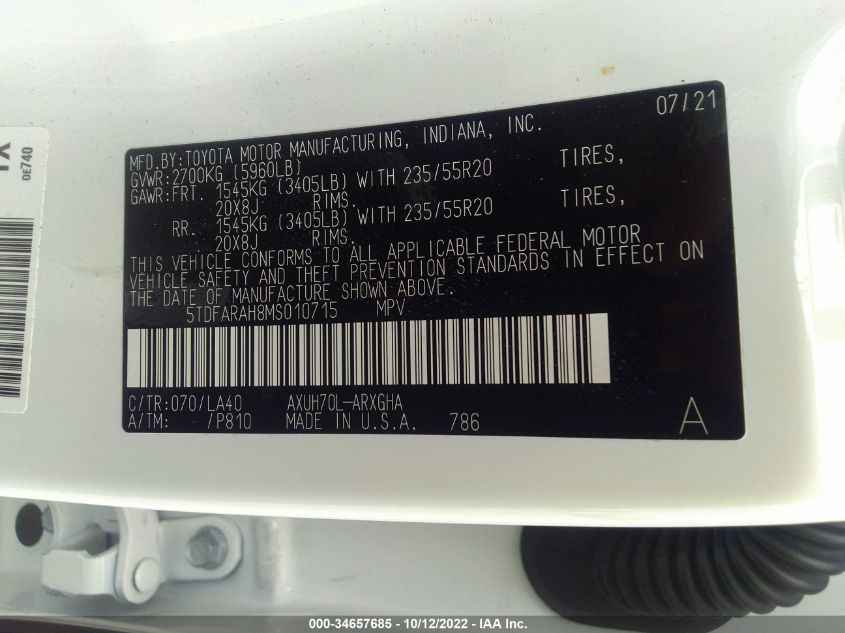 07/21
MFD.BY:TOYOTA MOTOR MANUFACTURING, INDIANA, INC.
GVWR:2700KG (5960LB)
GAWR:FRT. 1545KG (3405LB) WITH 235/55R20 TIRES,
20X8J RIMS.
RR. 1545KG (3405LB) WITH 235/55R20 TIRES,
20X8J RIMS.
THIS VEHICLE CONFORMS TO ALL APPLICABLE FEDERAL MOTOR
VEHICLE SAFETY AND THEFT PREVENTION STANDARDS IN EFFECT ON
THE DATE OF MANUFACTURE SHOWN ABOVE.
5TDFARAH8MS010715 MPV
C/TR:070/LA40 AXUH70L-ARXGHA
A/TM: /P810 MADE IN U.S.A. 786 A
0E740
000-34657685 - 10/12/2022 - IAA Inc.